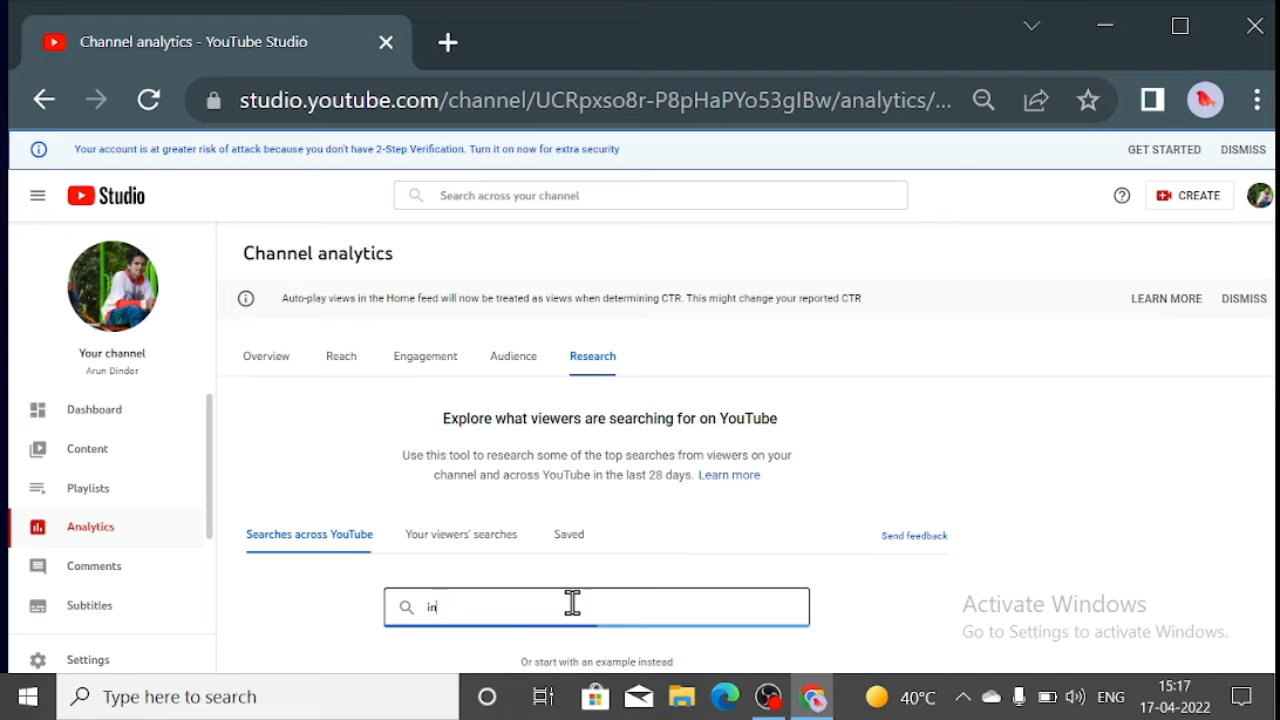 Channel analytics - YouTube Studio
studio.youtube.com/channel/UCRpxso8r-P8pHaPYo53gIBw/analytics/...
Your account is at greater risk of attack because you don't have 2-Step Verification. Turn it on now for extra security
GET STARTED
DISMISS
Studio
Search across your channel
CREATE
Channel analytics
Auto-play views in the Home feed will now be treated as views when determining CTR. This might change your reported CTR
LEARN MORE
DISMISS
Your channel
Arun Dindor
Overview
Reach
Engagement
Audience
Research
Dashboard
Content
Playlists
Analytics
Comments
Subtitles
Settings
Explore what viewers are searching for on YouTube
Use this tool to research some of the top searches from viewers on your
channel and across YouTube in the last 28 days. Learn more
Searches across YouTube
Your viewers' searches
Saved
Send feedback
in
Or start with an example instead
Activate Windows
Go to Settings to activate Windows.
Type here to search
40°C
ENG
15:17
17-04-2022